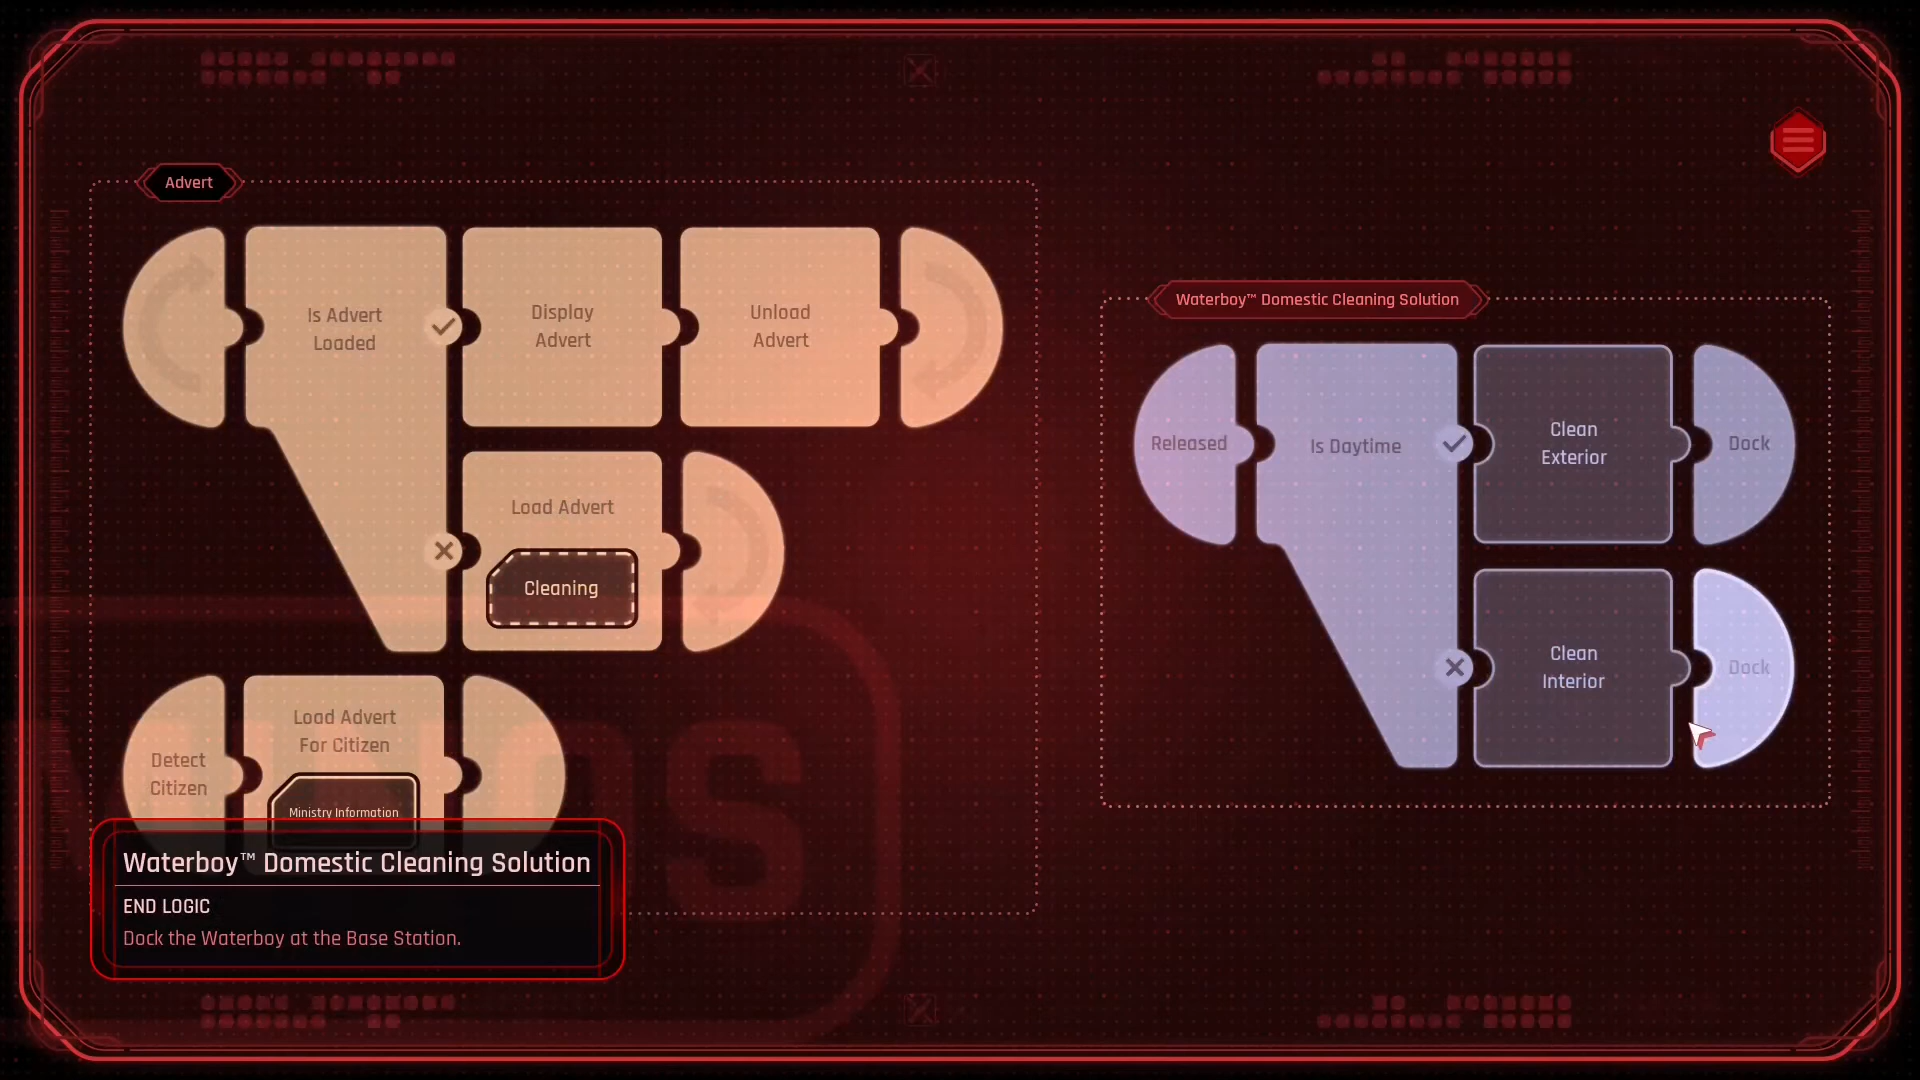 Advert
Is Advert
Loaded
Display
Advert
Unload
Advert
Load Advert
Cleaning
Detect
Citizen
Load Advert
For Citizen
Ministry Information
Waterboy™ Domestic Cleaning Solution
Released
Is Daytime
Clean
Exterior
Dock
Clean
Interior
Dock
Waterboy™ Domestic Cleaning Solution
END LOGIC
Dock the Waterboy at the Base Station.